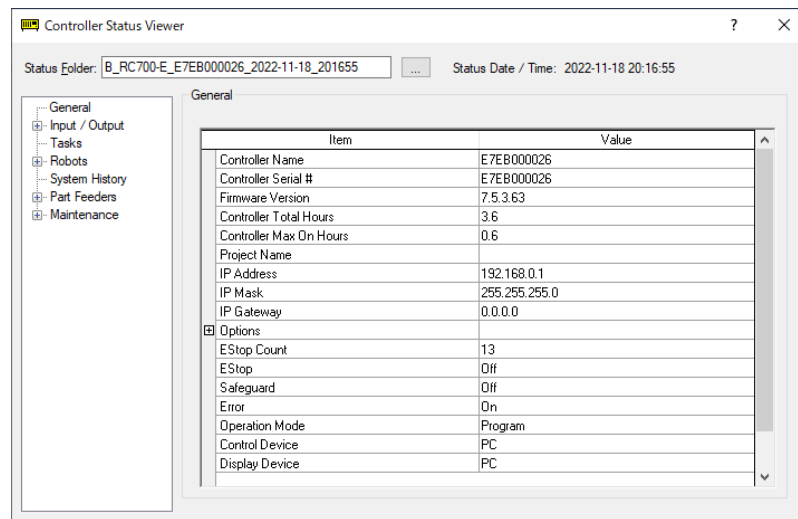 Controller Status Viewer ? ×
Status Folder: B_RC700-E_E7EB000026_2022-11-18_201655 ... Status Date / Time: 2022-11-18 20:16:55
General
Input / Output
Tasks
Robots
System History
Part Feeders
Maintenance
General
Item Value
Controller Name E7EB000026
Controller Serial # E7EB000026
Firmware Version 7.5.3.63
Controller Total Hours 3.6
Controller Max On Hours 0.6
Project Name
IP Address 192.168.0.1
IP Mask 255.255.255.0
IP Gateway 0.0.0.0
Options
EStop Count 13
EStop Off
Safeguard Off
Error On
Operation Mode Program
Control Device PC
Display Device PC